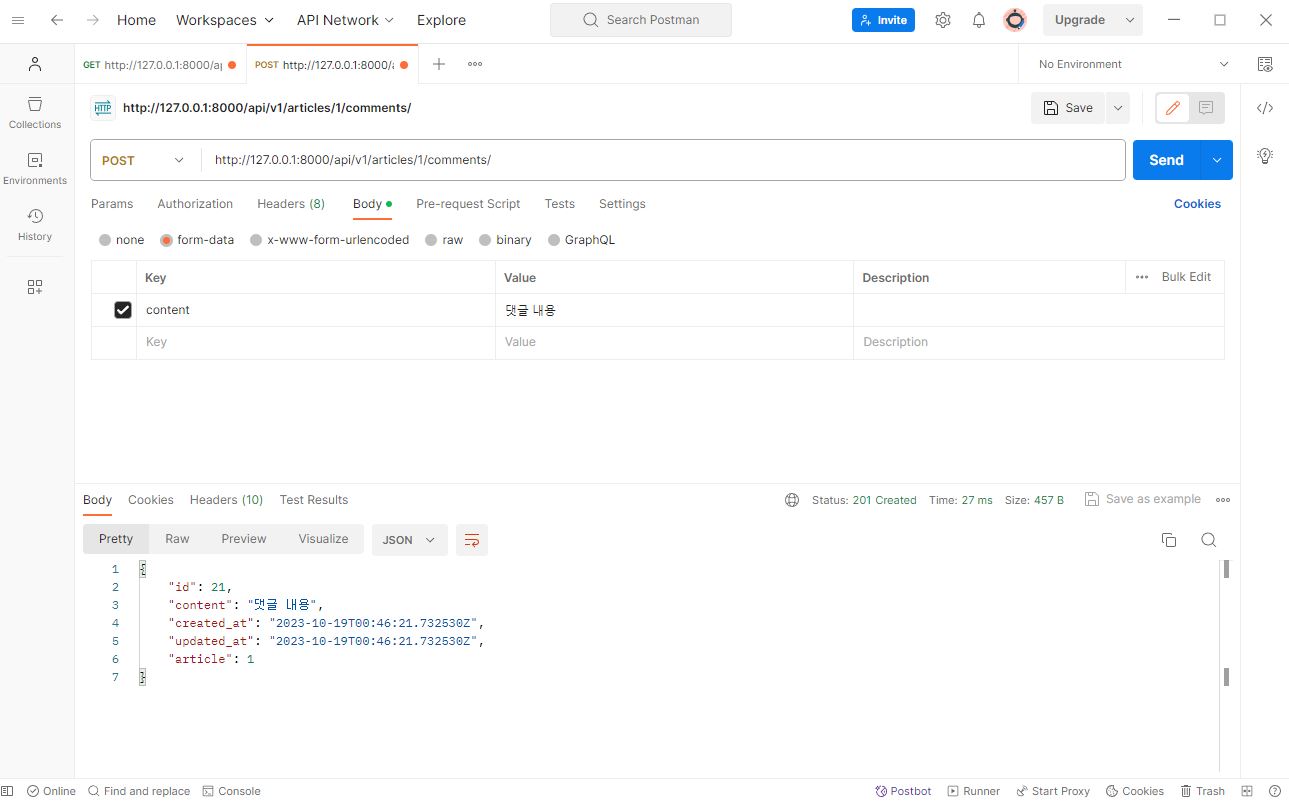 Home Workspaces API Network Explore Search Postman Invite Upgrade
GET http://127.0.0.1:8000/ap POST http://127.0.0.1:8000/a No Environment
HTTP http://127.0.0.1:8000/api/v1/articles/1/comments/ Save
Collections
Environments
History
POST http://127.0.0.1:8000/api/v1/articles/1/comments/ Send
Params Authorization Headers (8) Body Pre-request Script Tests Settings Cookies
none form-data x-www-form-urlencoded raw binary GraphQL
Key Value Description Bulk Edit
content 댓글 내용
Key Value Description
Body Cookies Headers (10) Test Results Status: 201 Created Time: 27 ms Size: 457 B Save as example
Pretty Raw Preview Visualize JSON
1 {
2 "id": 21,
3 "content": "댓글 내용",
4 "created_at": "2023-10-19T00:46:21.732530Z",
5 "updated_at": "2023-10-19T00:46:21.732530Z",
6 "article": 1
7 }
Online Find and replace Console Postbot Runner Start Proxy Cookies Trash